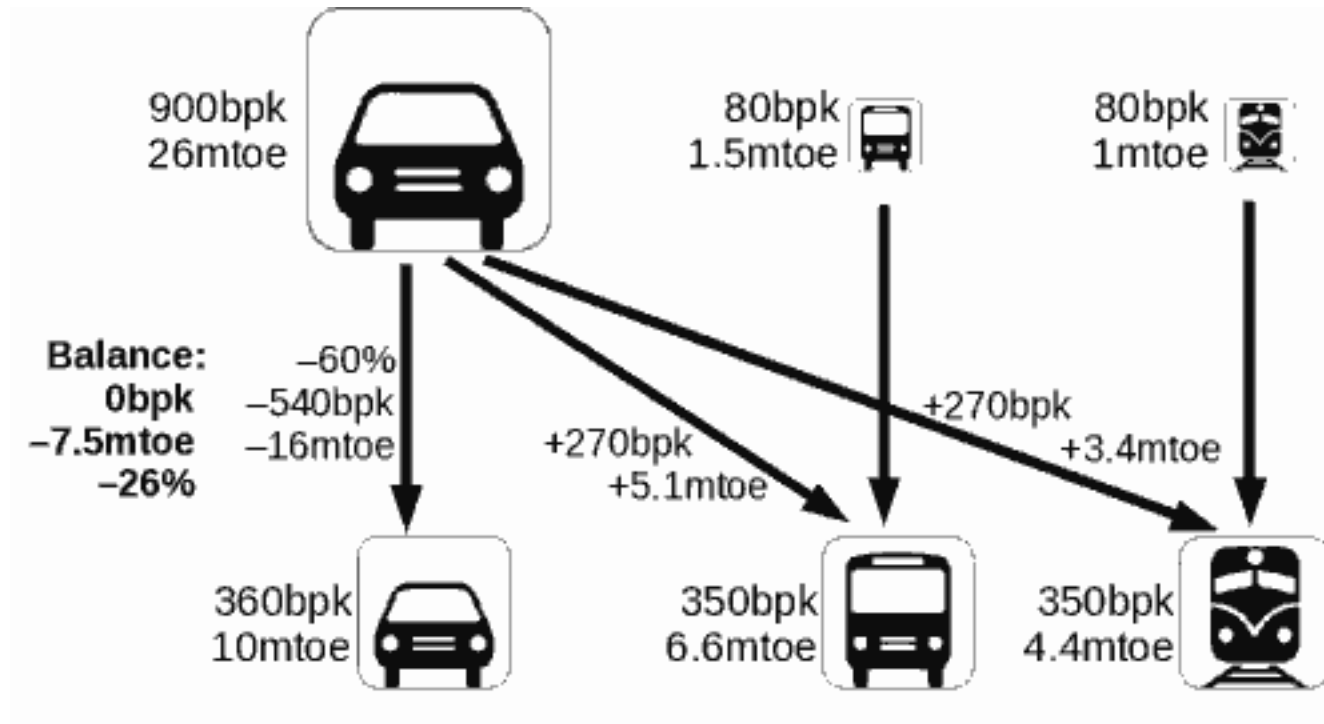 900bpk
26mtoe
80bpk
1.5mtoe
80bpk
1mtoe
Balance:
0bpk
–7.5mtoe
–26%
–60%
–540bpk
–16mtoe
+270bpk
+5.1mtoe
+270bpk
+3.4mtoe
360bpk
10mtoe
350bpk
6.6mtoe
350bpk
4.4mtoe